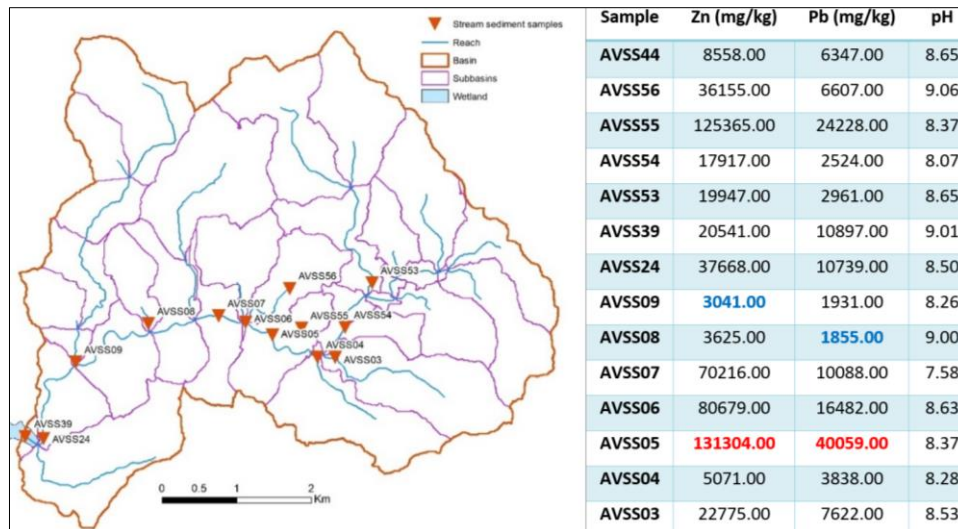 Stream sediment samples
Reach
Basin
Subbasins
Wetland
AVSS56
AVSS53
AVSS07
AVSS08
AVSS06
AVSS55
AVSS54
AVSS05
AVSS04
AVSS09
AVSS03
AVSS39
AVSS24
0 0.5 1 2
Km
Sample Zn (mg/kg) Pb (mg/kg) pH
AVSS44 8558.00 6347.00 8.65
AVSS56 36155.00 6607.00 9.06
AVSS55 125365.00 24228.00 8.37
AVSS54 17917.00 2524.00 8.07
AVSS53 19947.00 2961.00 8.65
AVSS39 20541.00 10897.00 9.01
AVSS24 37668.00 10739.00 8.50
AVSS09 3041.00 1931.00 8.26
AVSS08 3625.00 1855.00 9.00
AVSS07 70216.00 10088.00 7.58
AVSS06 80679.00 16482.00 8.63
AVSS05 131304.00 40059.00 8.37
AVSS04 5071.00 3838.00 8.28
AVSS03 22775.00 7622.00 8.53